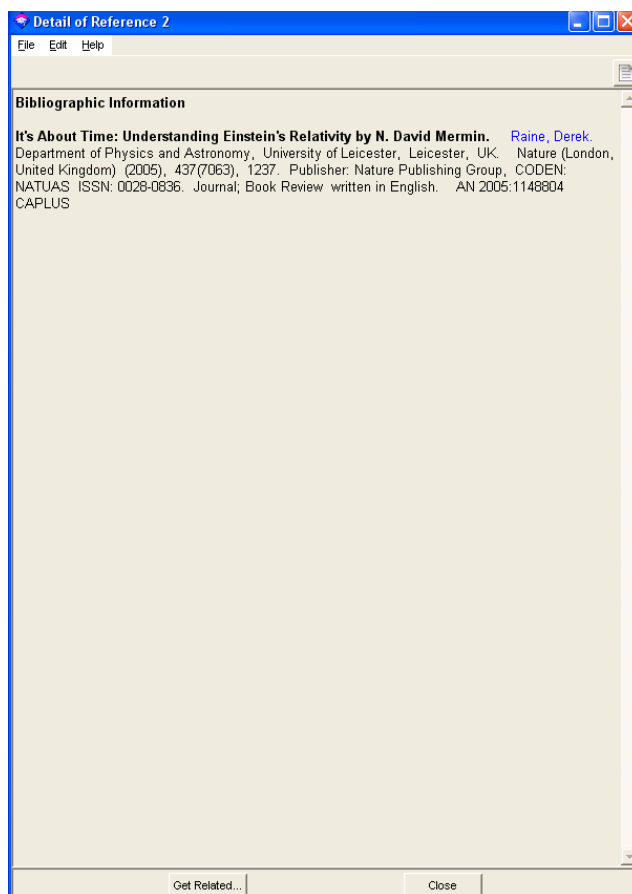 Detail of Reference 2
File Edit Help
Bibliographic Information
It's About Time: Understanding Einstein's Relativity by N. David Mermin. Raine, Derek.
Department of Physics and Astronomy, University of Leicester, Leicester, UK. Nature (London,
United Kingdom) (2005), 437(7063), 1237. Publisher: Nature Publishing Group, CODEN:
NATUAS ISSN: 0028-0836. Journal; Book Review written in English. AN 2005:1148804
CAPLUS
Get Related... Close